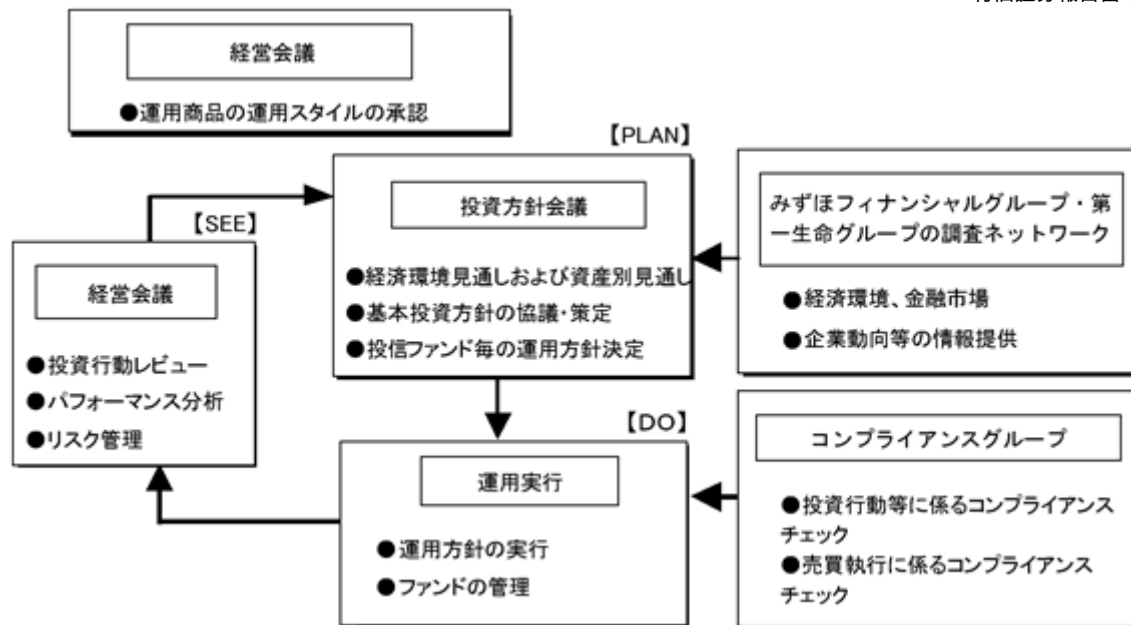 経営会議
●運用商品の運用スタイルの承認
【PLAN】
投資方針会議
●経済環境見通しおよび資産別見通し
●基本投資方針の協議・策定
●投信ファンド毎の運用方針決定
みずほフィナンシャルグループ・第
一生命グループの調査ネットワーク
●経済環境、金融市場
●企業動向等の情報提供
【SEE】
経営会議
●投資行動レビュー
●パフォーマンス分析
●リスク管理
【DO】
運用実行
●運用方針の実行
●ファンドの管理
コンプライアンスグループ
●投資行動等に係るコンプライアンス
チェック
●売買執行に係るコンプライアンス
チェック